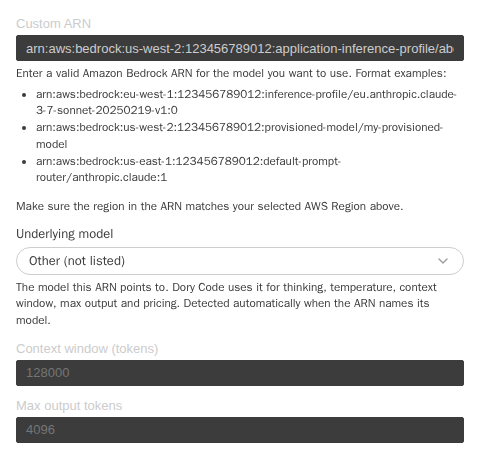 Custom ARN
arn:aws:bedrock:us-west-2:123456789012:application-inference-profile/ab
Enter a valid Amazon Bedrock ARN for the model you want to use. Format examples:
• arn:aws:bedrock:eu-west-1:123456789012:inference-profile/eu.anthropic.claude-
3-7-sonnet-20250219-v1:0
• arn:aws:bedrock:us-west-2:123456789012:provisioned-model/my-provisioned-
model
• arn:aws:bedrock:us-east-1:123456789012:default-prompt-
router/anthropic.claude:1
Make sure the region in the ARN matches your selected AWS Region above.
Underlying model
Other (not listed)
The model this ARN points to. Dory Code uses it for thinking, temperature, context
window, max output and pricing. Detected automatically when the ARN names its
model.
Context window (tokens)
128000
Max output tokens
4096